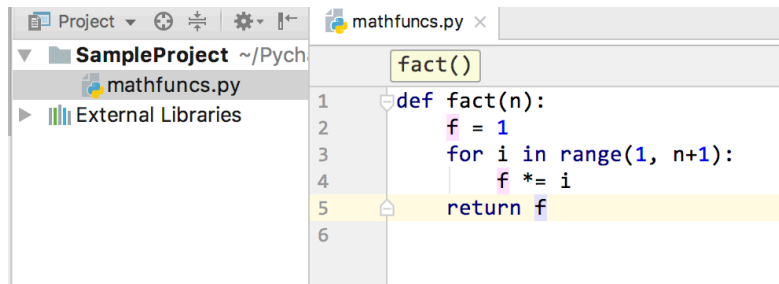 Project
mathfuncs.py
SampleProject ~/Pych
mathfuncs.py
External Libraries
fact()
1 def fact(n):
2     f = 1
3     for i in range(1, n+1):
4         f *= i
5     return f
6